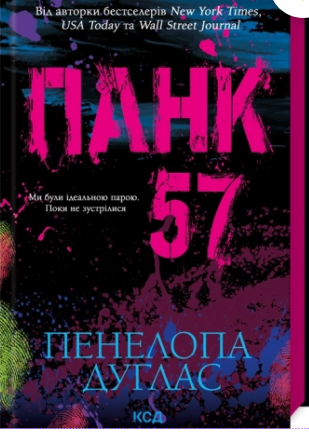 Від авторки бестселерів New York Times,
USA Today та Wall Street Journal
ПАНК
57
Ми були ідеальною парою.
Поки не зустрілися
ПЕНЕЛОПА
ДУГЛАС
КСД